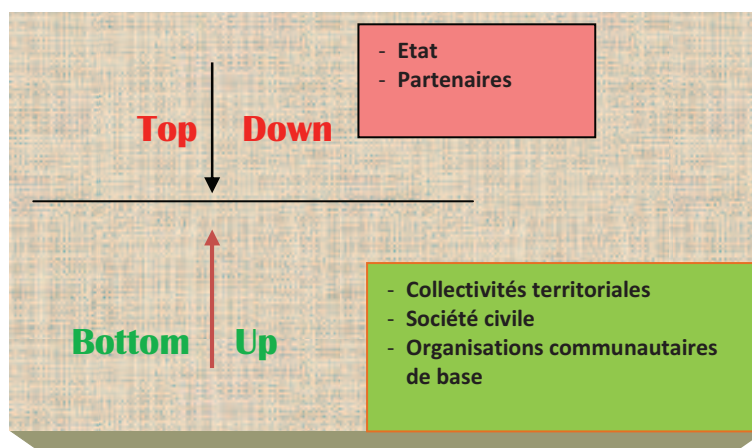 - Etat
- Partenaires
Top Down
Bottom Up
- Collectivités territoriales
- Société civile
- Organisations communautaires
de base